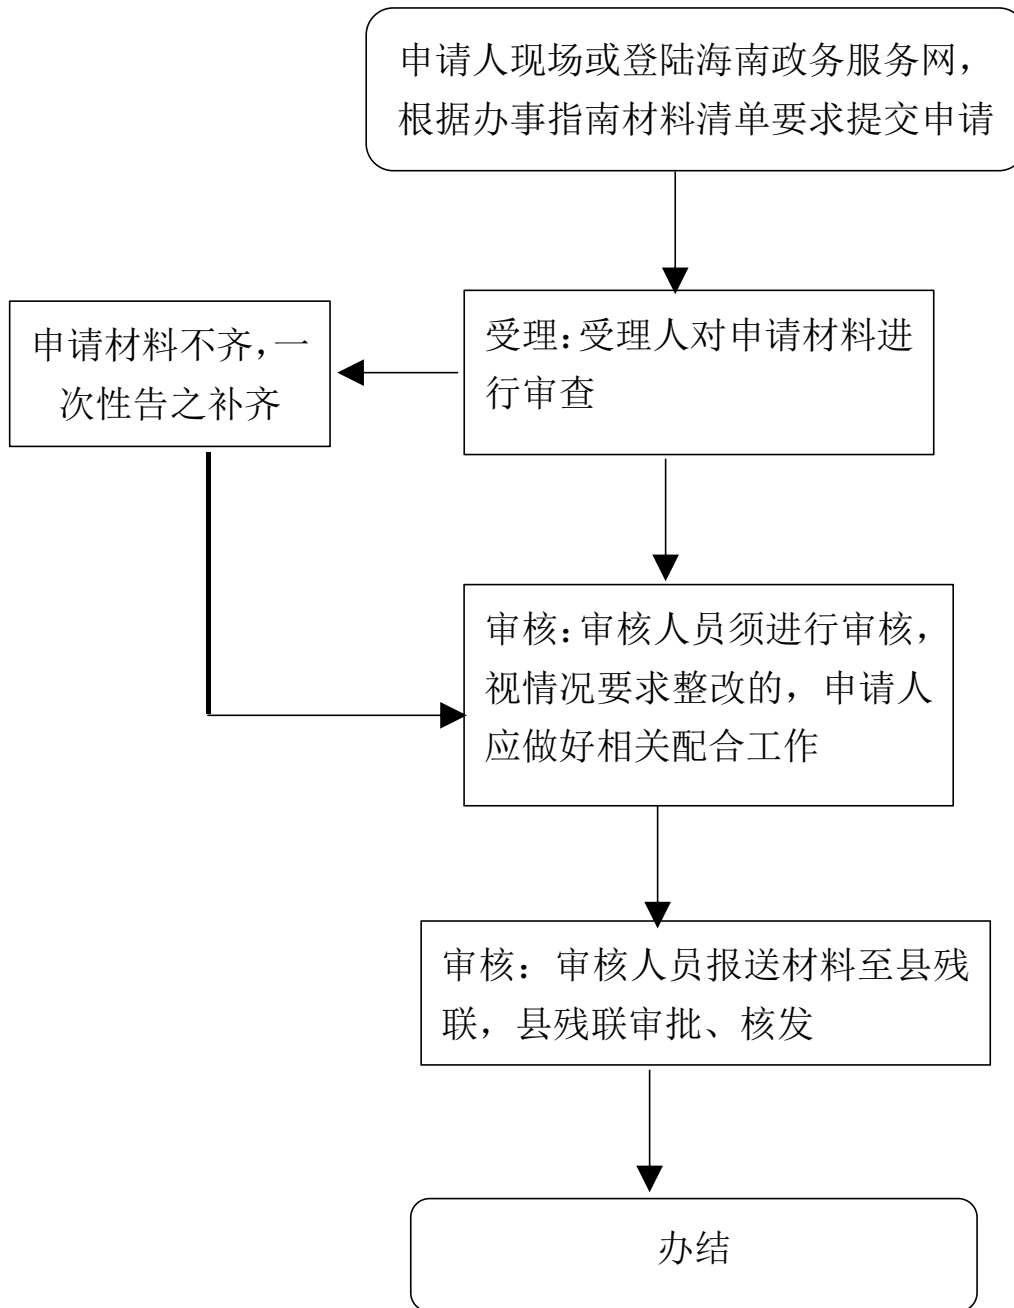 申请人现场或登陆海南政务服务网，
根据办事指南材料清单要求提交申请
受理：受理人对申请材料进
行审查
申请材料不齐，一
次性告之补齐
审核：审核人员须进行审核，
视情况要求整改的，申请人
应做好相关配合工作
审核：审核人员报送材料至县残
联，县残联审批、核发
办结